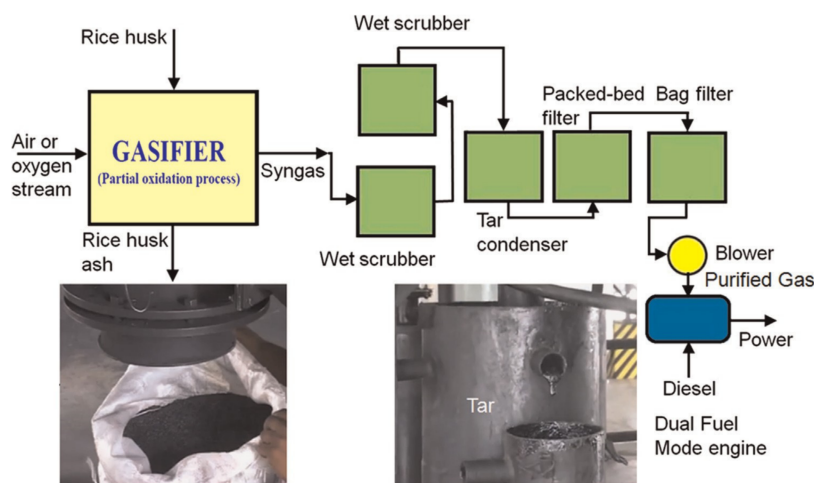 Rice husk
Air or
oxygen
stream
GASIFIER
(Partial oxidation process)
Syngas
Rice husk
ash
Wet scrubber
Wet scrubber
Tar
condenser
Packed-bed
filter
Bag filter
Blower
Purified Gas
Power
Diesel
Dual Fuel
Mode engine
Tar